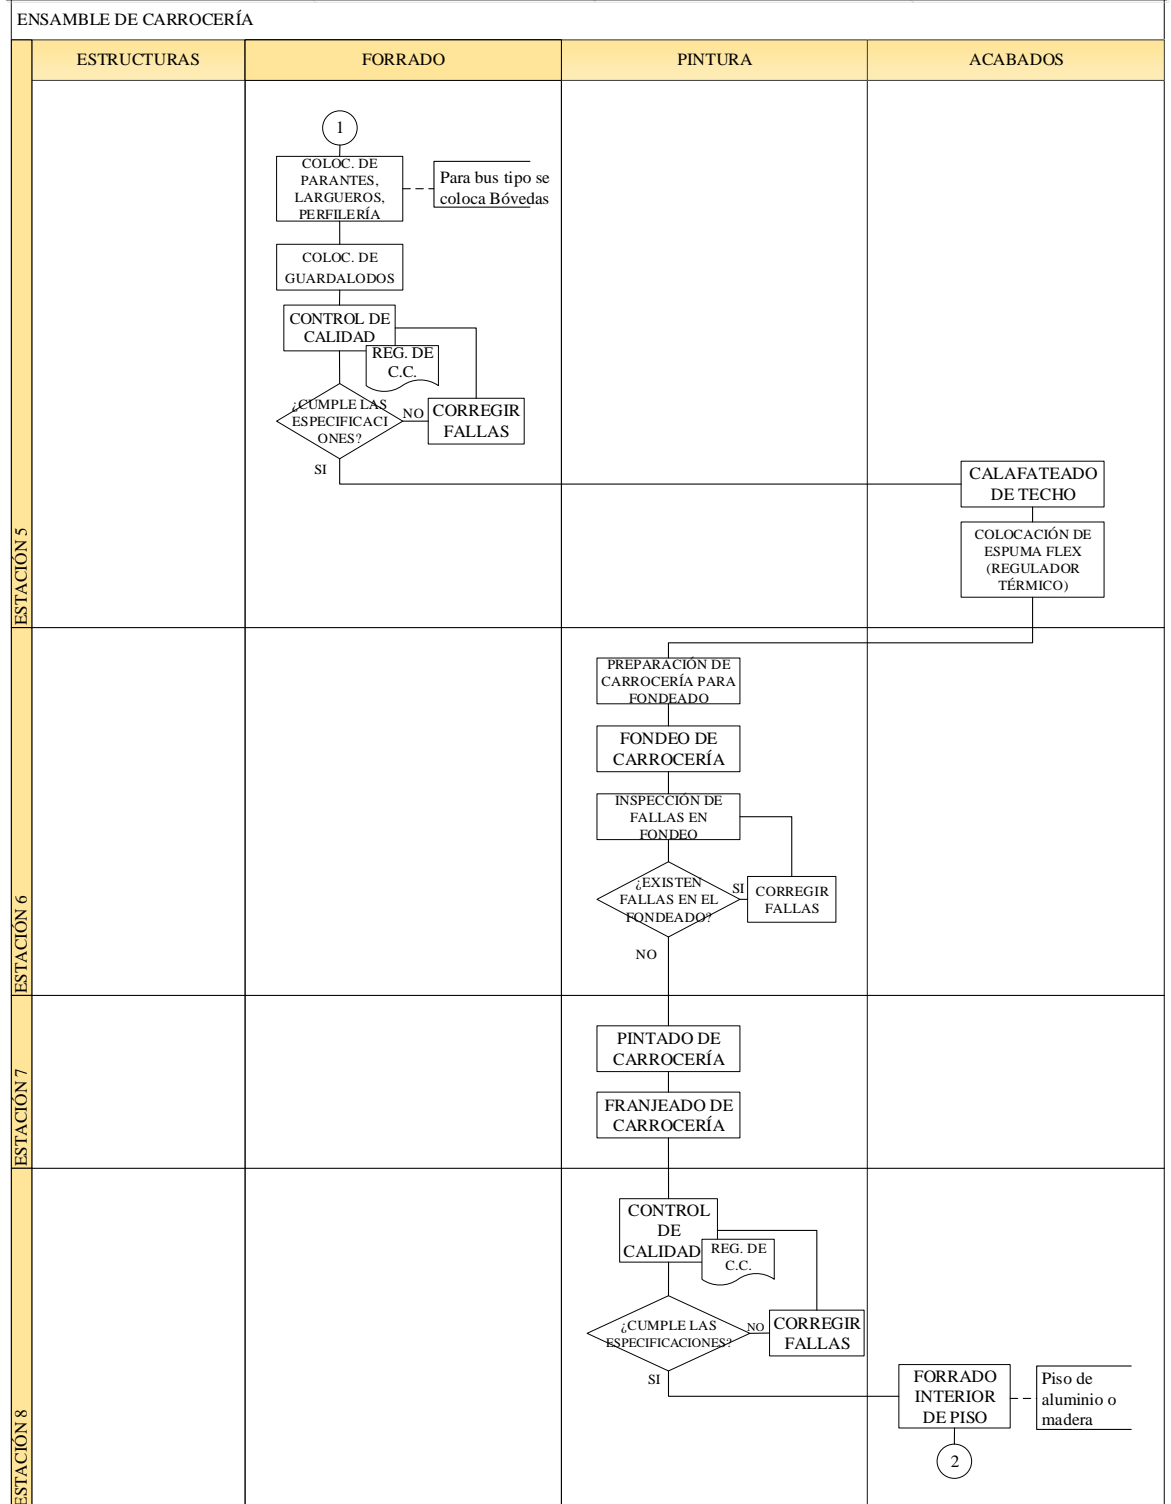 ENSAMBLE DE CARROCERÍA
ESTRUCTURAS
FORRADO
PINTURA
ACABADOS
ESTACIÓN 5
1
COLOC. DE
PARANTES,
LARGUEROS,
PERFILERÍA
Para bus tipo se
coloca Bóvedas
COLOC. DE
GUARDALODOS
CONTROL DE
CALIDAD
REG. DE
C.C.
¿CUMPLE LAS
ESPECIFICACI
ONES?
NO
CORREGIR
FALLAS
SI
CALAFATEADO
DE TECHO
COLOCACIÓN DE
ESPUMA FLEX
(REGULADOR
TÉRMICO)
ESTACIÓN 6
PREPARACIÓN DE
CARROCERÍA PARA
FONDEADO
FONDEO DE
CARROCERÍA
INSPECCIÓN DE
FALLAS EN
FONDEO
¿EXISTEN
FALLAS EN EL
FONDEADO?
SI
CORREGIR
FALLAS
NO
ESTACIÓN 7
PINTADO DE
CARROCERÍA
FRANJEADO DE
CARROCERÍA
ESTACIÓN 8
CONTROL
DE
CALIDAD
REG. DE
C.C.
¿CUMPLE LAS
ESPECIFICACIONES?
NO
CORREGIR
FALLAS
SI
FORRADO
INTERIOR
DE PISO
Piso de
aluminio o
madera
2